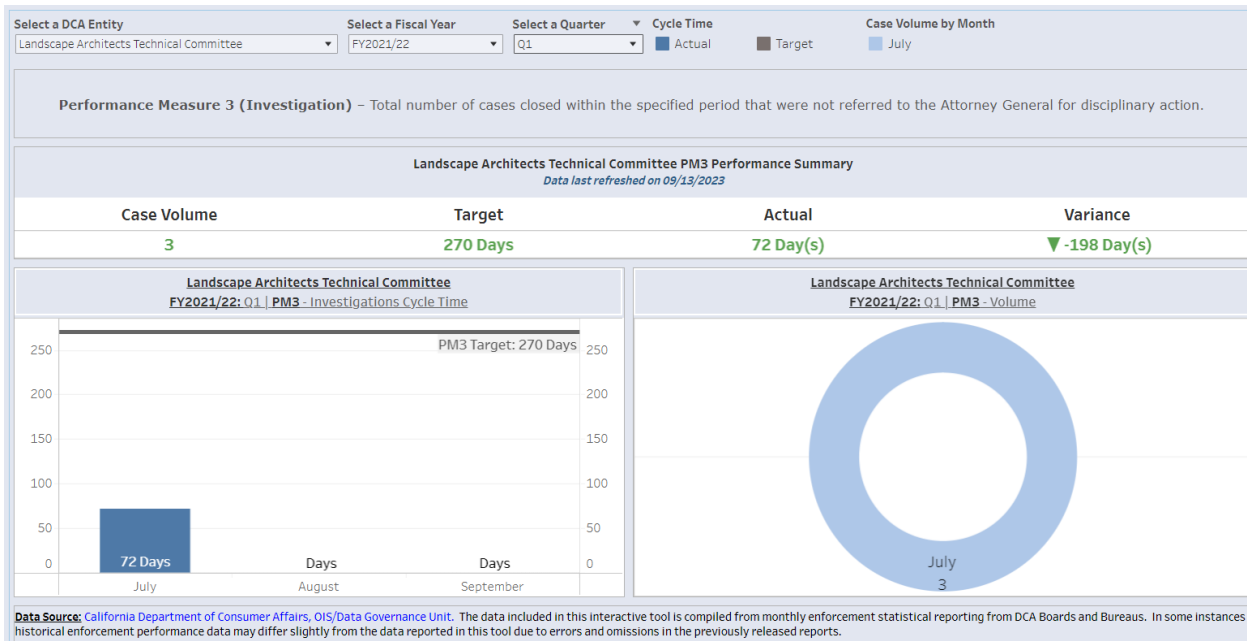 Select a DCA Entity
Select a Fiscal Year
Select a Quarter
Cycle Time
Case Volume by Month
Landscape Architects Technical Committee
FY2021/22
Q1
Actual
Target
July
Performance Measure 3 (Investigation) – Total number of cases closed within the specified period that were not referred to the Attorney General for disciplinary action.
Landscape Architects Technical Committee PM3 Performance Summary
Data last refreshed on 09/13/2023
Case Volume
Target
Actual
Variance
3
270 Days
72 Day(s)
▼ -198 Day(s)
Landscape Architects Technical Committee
FY2021/22: Q1 | PM3 - Investigations Cycle Time
PM3 Target: 270 Days
250
250
200
200
150
150
100
100
50
50
0
72 Days
Days
Days
0
July
August
September
Landscape Architects Technical Committee
FY2021/22: Q1 | PM3 - Volume
July
3
Data Source: California Department of Consumer Affairs, OIS/Data Governance Unit. The data included in this interactive tool is compiled from monthly enforcement statistical reporting from DCA Boards and Bureaus. In some instances
historical enforcement performance data may differ slightly from the data reported in this tool due to errors and omissions in the previously released reports.